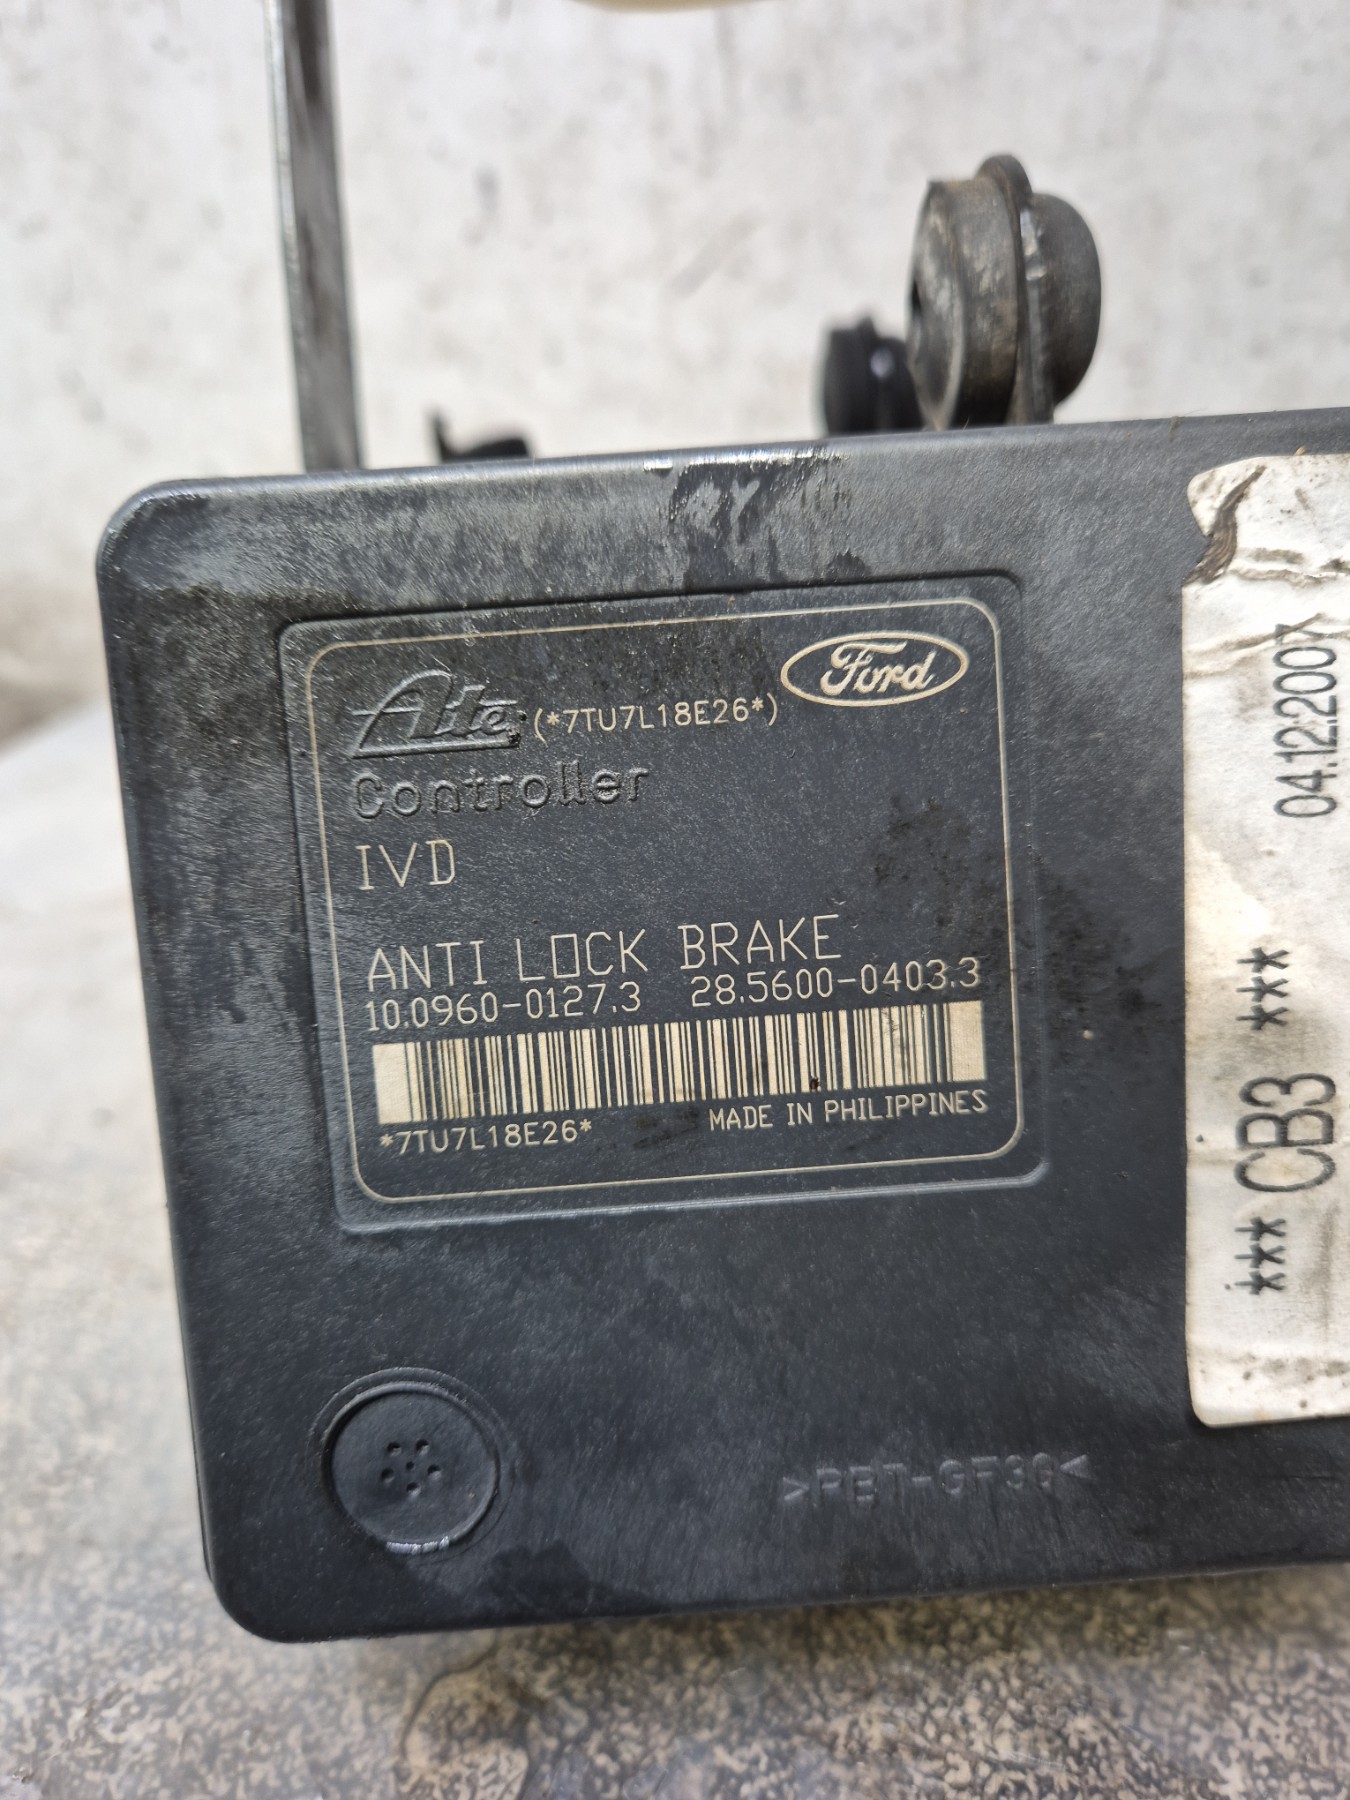 Ate (*7TU7L18E26*) Ford
Controller
IVD
ANTI LOCK BRAKE
10.0960-0127.3 28.5600-0403.3
*7TU7L18E26* MADE IN PHILIPPINES
>PBT-GF30<
04.12.2007
*** CB3 ***